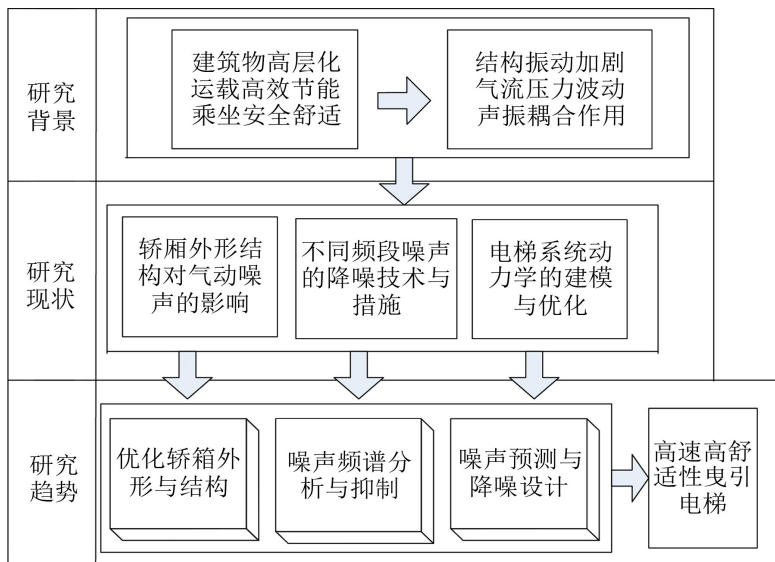 研究
背景
建筑物高层化
运载高效节能
乘坐安全舒适
结构振动加剧
气流压力波动
声振耦合作用
研究
现状
轿厢外形结
构对气动噪
声的影响
不同频段噪声
的降噪技术与
措施
电梯系统动
力学的建模
与优化
研究
趋势
优化轿箱外
形与结构
噪声频谱分
析与抑制
噪声预测与
降噪设计
高速高舒
适性曳引
电梯